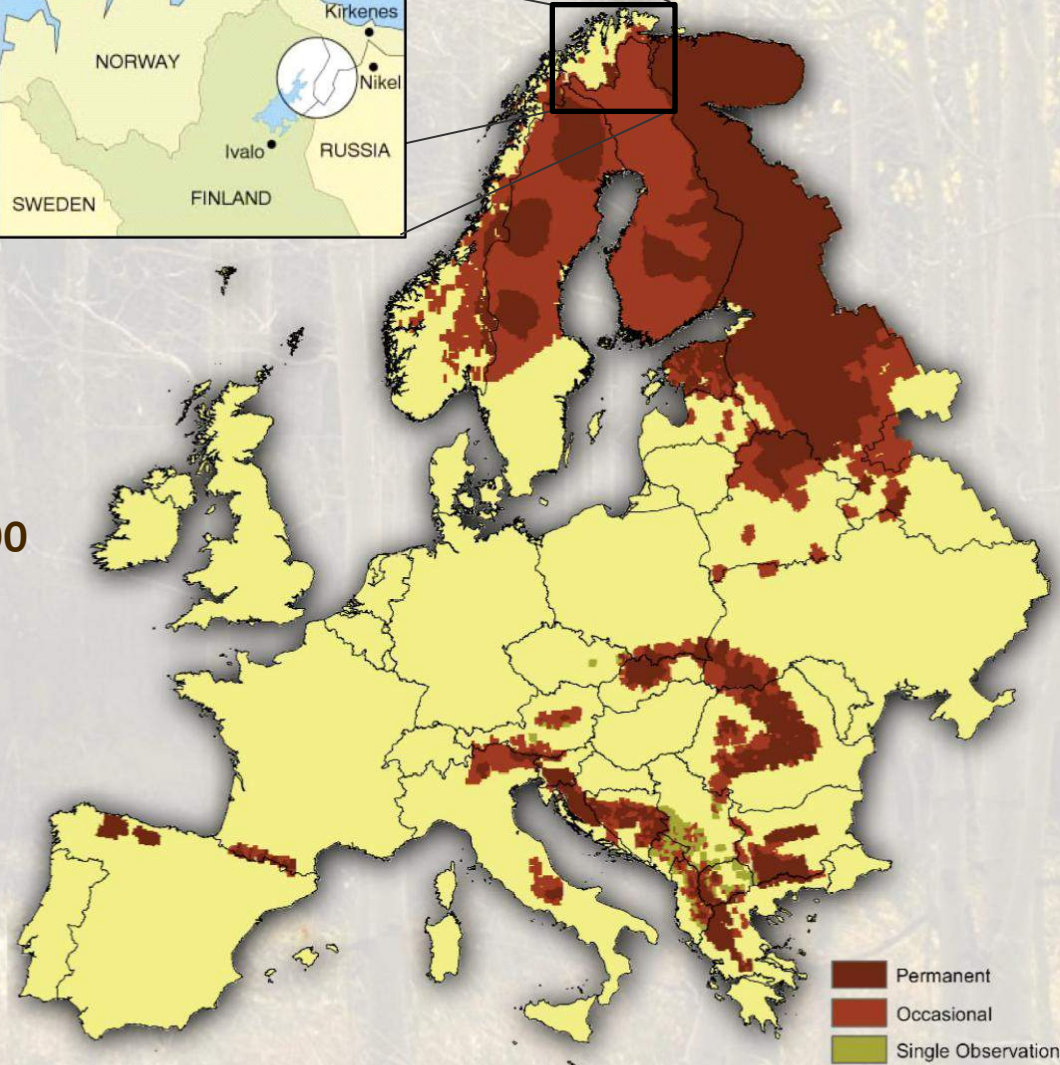 Kirkenes
NORWAY
Nikel
Ivalo
RUSSIA
SWEDEN
FINLAND
Permanent
Occasional
Single Observation